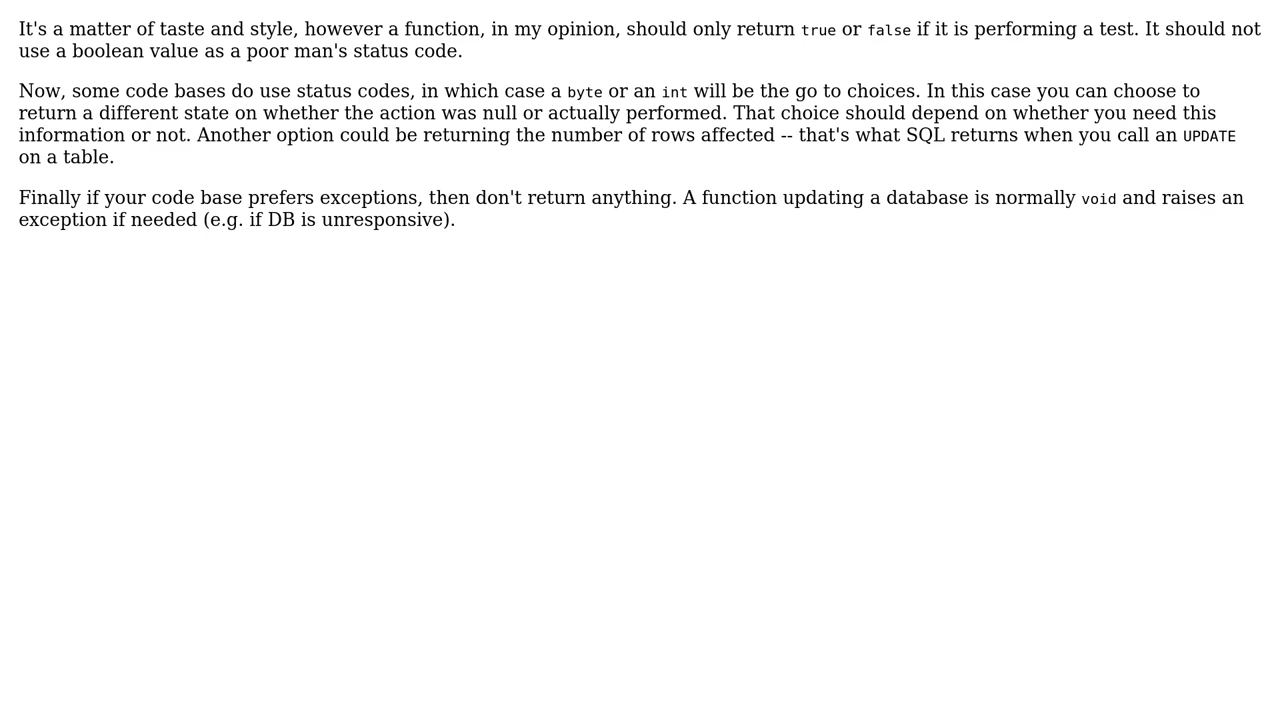 It's a matter of taste and style, however a function, in my opinion, should only return true or false if it is performing a test. It should not
use a boolean value as a poor man's status code.
Now, some code bases do use status codes, in which case a byte or an int will be the go to choices. In this case you can choose to
return a different state on whether the action was null or actually performed. That choice should depend on whether you need this
information or not. Another option could be returning the number of rows affected -- that's what SQL returns when you call an UPDATE
on a table.
Finally if your code base prefers exceptions, then don't return anything. A function updating a database is normally void and raises an
exception if needed (e.g. if DB is unresponsive).